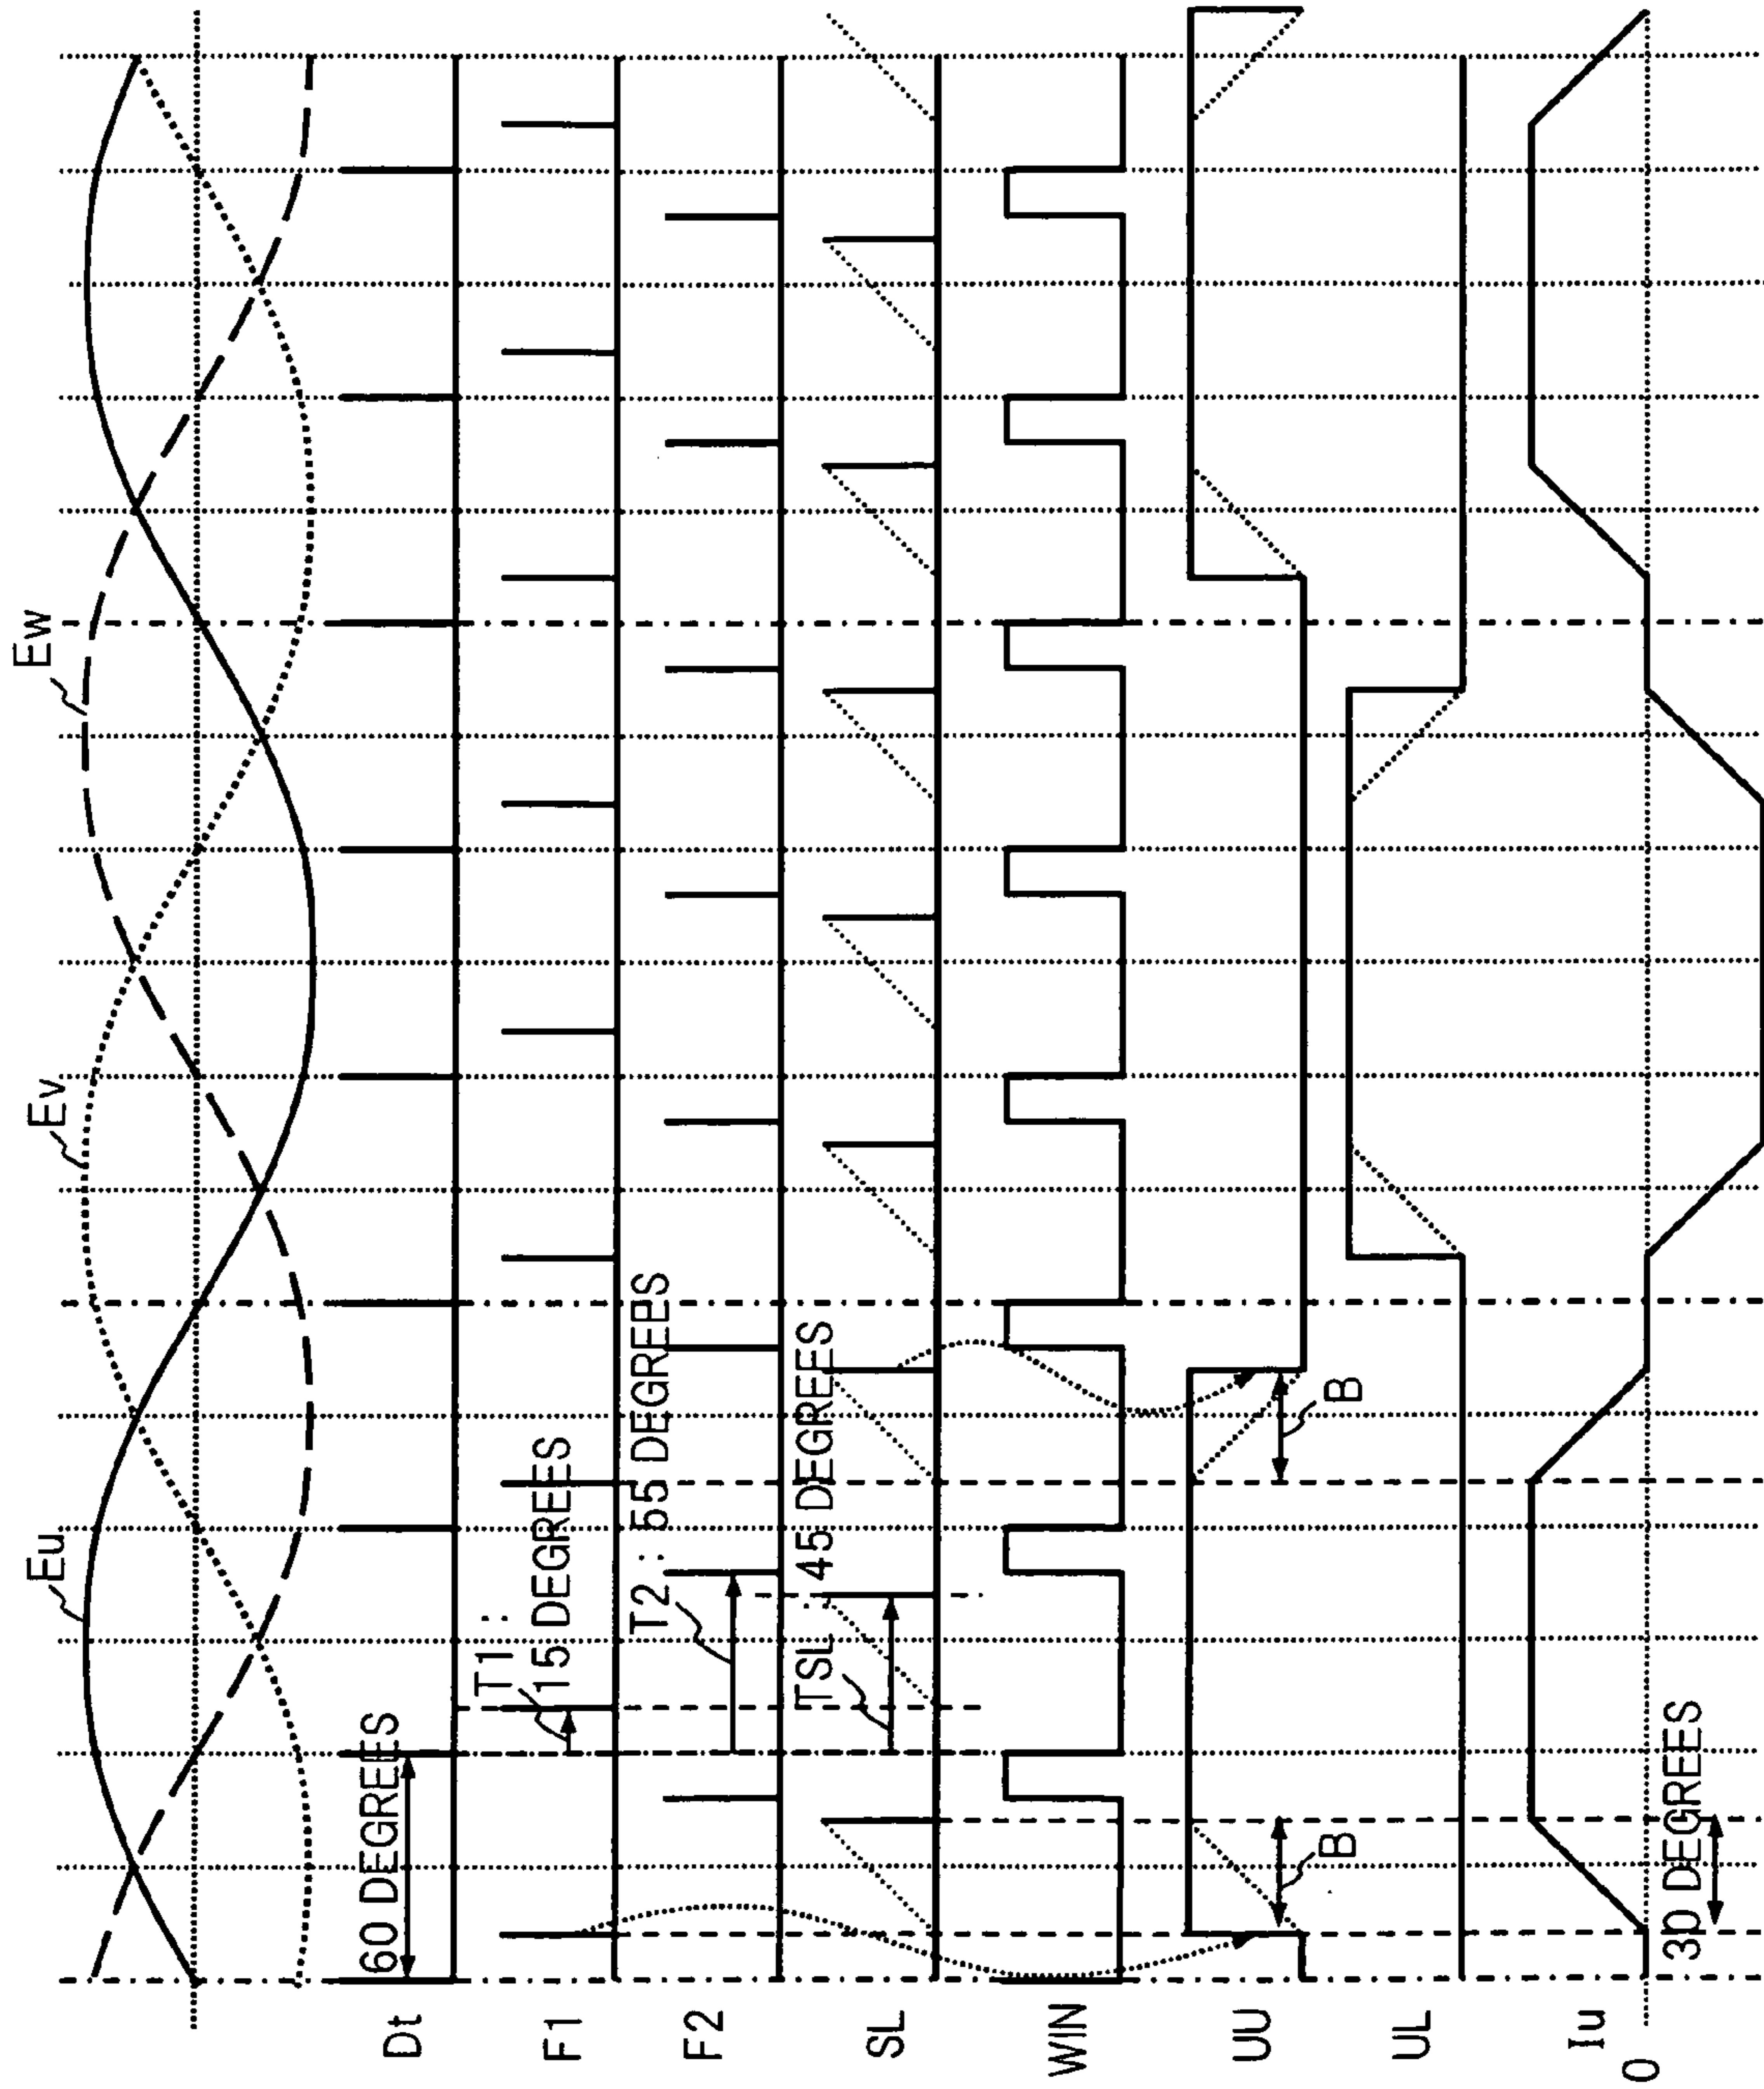 Eu
Ev
Ew
Dt
60 DEGREES
F1
T1 :
15 DEGREES
F2
T2 : 55 DEGREES
SL
TSL : 45 DEGREES
WIN
UU
B
B
UL
Iu
0
30 DEGREES